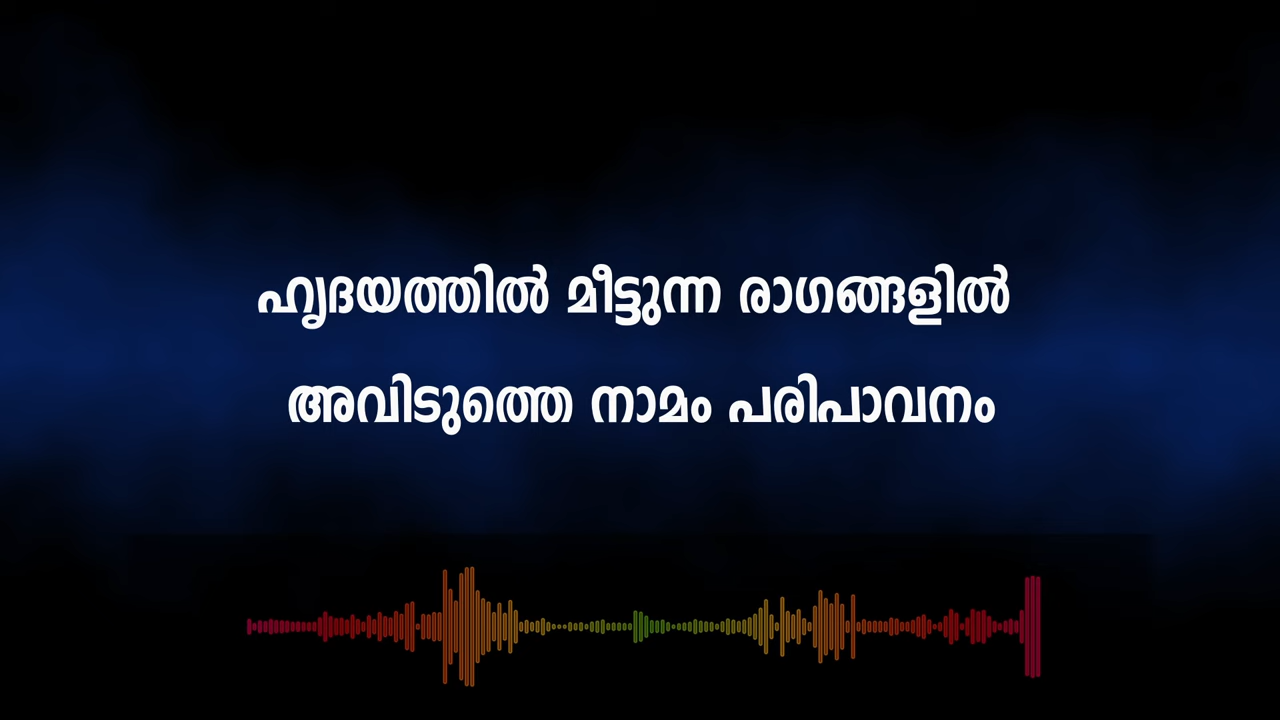 ഹൃദയത്തിൽ മീട്ടുന്ന രാഗങ്ങളിൽ
അവിടുത്തെ നാമം പരിപാവനം